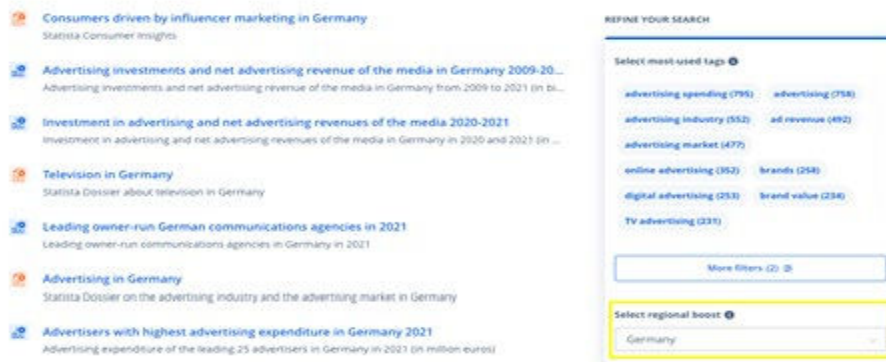 Consumers driven by influencer marketing in Germany
Statista Consumer Insights
Advertising investments and net advertising revenue of the media in Germany 2009-20...
Advertising investments and net advertising revenue of the media in Germany from 2009 to 2021 (in bi...
Investment in advertising and net advertising revenues of the media 2020-2021
Investment in advertising and net advertising revenues of the media in Germany in 2020 and 2021 (in ...
Television in Germany
Statista Dossier about television in Germany
Leading owner-run German communications agencies in 2021
Leading owner-run communications agencies in Germany in 2021
Advertising in Germany
Statista Dossier on the advertising industry and the advertising market in Germany
Advertisers with highest advertising expenditure in Germany 2021
Advertising expenditure of the leading 25 advertisers in Germany in 2021 (in million euros)
REFINE YOUR SEARCH
Select most-used tags
advertising spending (795) advertising (758)
advertising industry (552) ad revenue (492)
advertising market (477)
online advertising (352) brands (258)
digital advertising (253) brand value (234)
TV advertising (231)
More filters (2)
Select regional boost
Germany